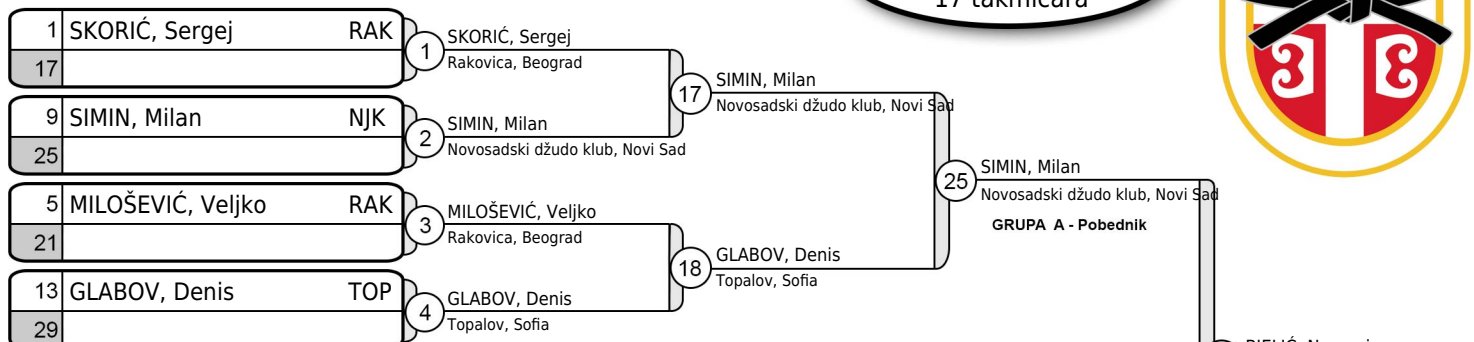 17 takmičara
1 SKORIĆ, Sergej RAK
17
9 SIMIN, Milan NJK
25
5 MILOŠEVIĆ, Veljko RAK
21
13 GLABOV, Denis TOP
29
1 SKORIĆ, Sergej
Rakovica, Beograd
2 SIMIN, Milan
Novosadski džudo klub, Novi Sad
3 MILOŠEVIĆ, Veljko
Rakovica, Beograd
4 GLABOV, Denis
Topalov, Sofia
17 SIMIN, Milan
Novosadski džudo klub, Novi Sad
18 GLABOV, Denis
Topalov, Sofia
25 SIMIN, Milan
Novosadski džudo klub, Novi Sad
GRUPA A - Pobednik